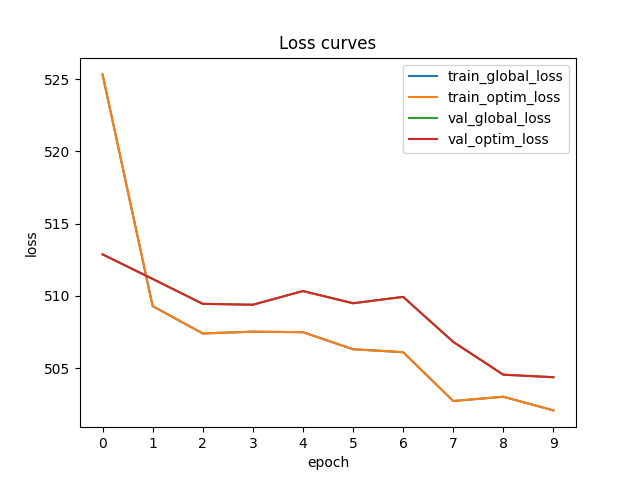 Loss curves
train_global_loss
train_optim_loss
val_global_loss
val_optim_loss
525
520
515
510
505
loss
0 1 2 3 4 5 6 7 8 9
epoch